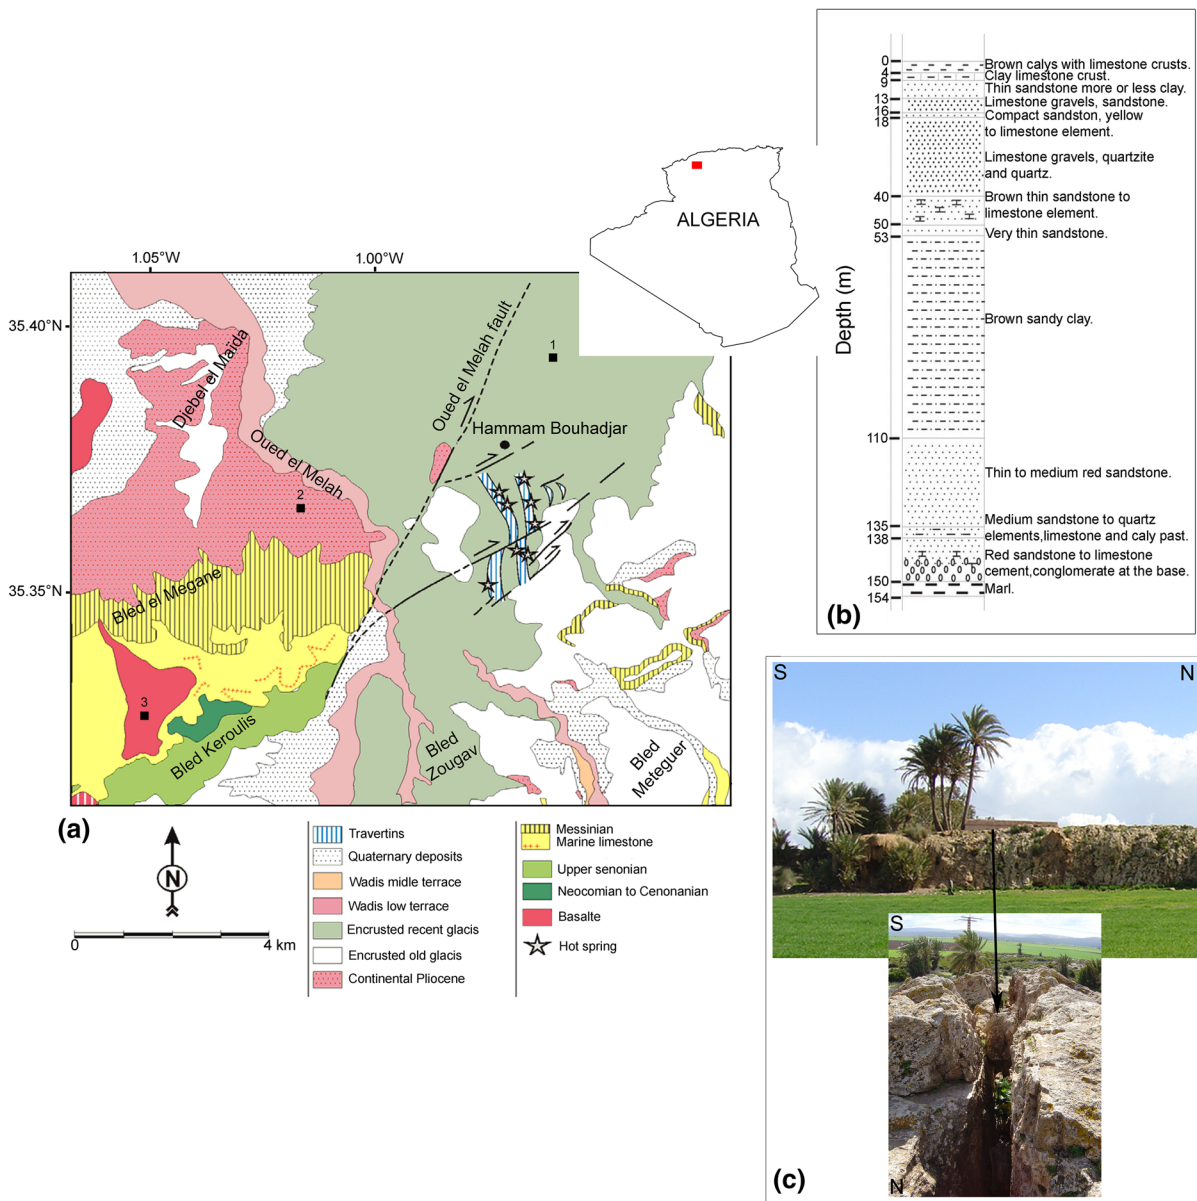 1.05°W
1.00°W
35.40°N
35.35°N
Djebel el Maïda
Oued el Melah
Oued el Melah fault
1
Hammam Bouhadjar
2
Bled el Megane
3
Bled Keroulis
Bled
Zougav
Bled
Meteguer
(a)
N
0
4 km
Travertins
Quaternary deposits
Wadis midle terrace
Wadis low terrace
Encrusted recent glacis
Encrusted old glacis
Continental Pliocene
Messinian
Marine limestone
Upper senonian
Neocomian to Cenonanian
Basalte
Hot spring
ALGERIA
Depth (m)
0
4
9
13
16
18
40
50
53
110
135
138
150
154
Brown calys with limestone crusts.
Clay limestone crust.
Thin sandstone more or less clay.
Limestone gravels, sandstone.
Compact sandston, yellow
to limestone element.
Limestone gravels, quartzite
and quartz.
Brown thin sandstone to
limestone element.
Very thin sandstone.
Brown sandy clay.
Thin to medium red sandstone.
Medium sandstone to quartz
elements,limestone and caly past.
Red sandstone to limestone
cement,conglomerate at the base.
Marl.
(b)
S
N
S
N
(c)